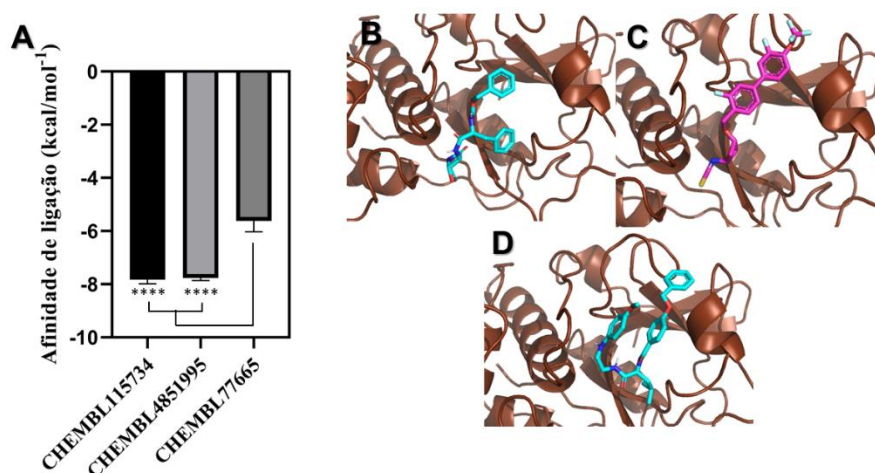 A
B
C
D
Afinidade de ligação (kcal/mol⁻¹)
0
-2
-4
-6
-8
-10
****
****
CHEMBL115734
CHEMBL4851995
CHEMBL77665